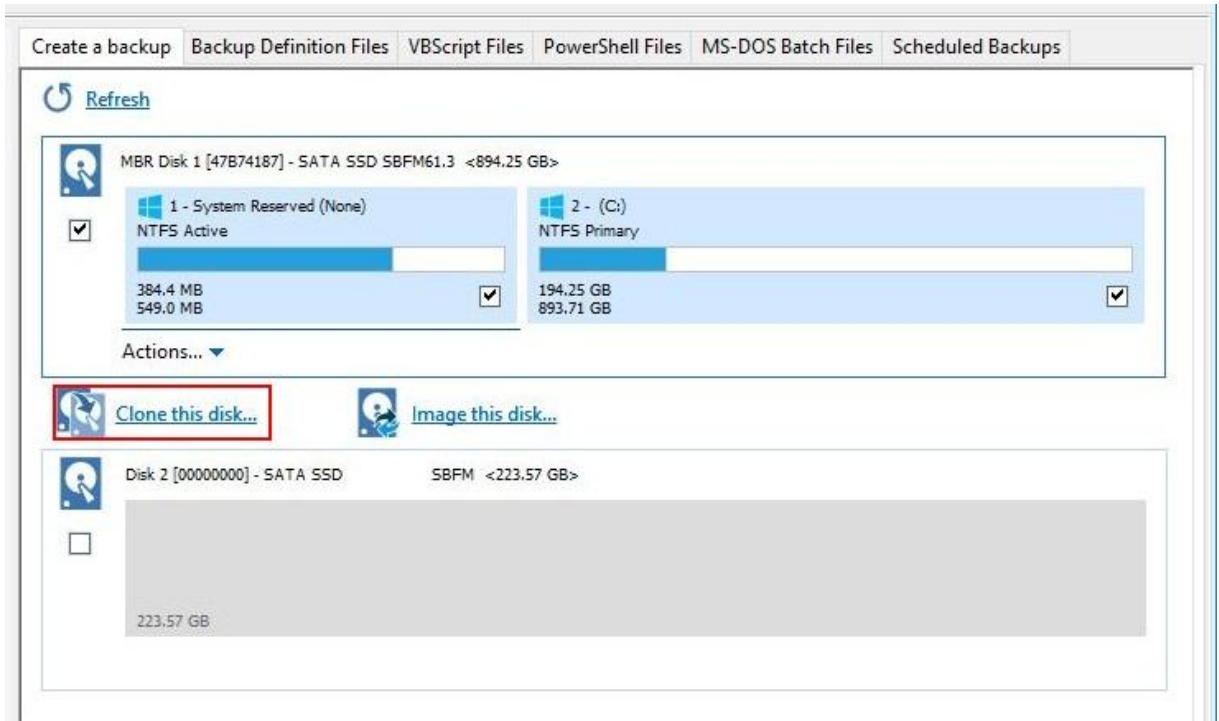 Create a backup Backup Definition Files VBScript Files PowerShell Files MS-DOS Batch Files Scheduled Backups
Refresh
MBR Disk 1 [47B74187] - SATA SSD SBFM61.3 <894.25 GB>
1 - System Reserved (None)
NTFS Active
384.4 MB
549.0 MB
2 - (C:)
NTFS Primary
194.25 GB
893.71 GB
Actions...
Clone this disk... Image this disk...
Disk 2 [00000000] - SATA SSD SBFM <223.57 GB>
223.57 GB